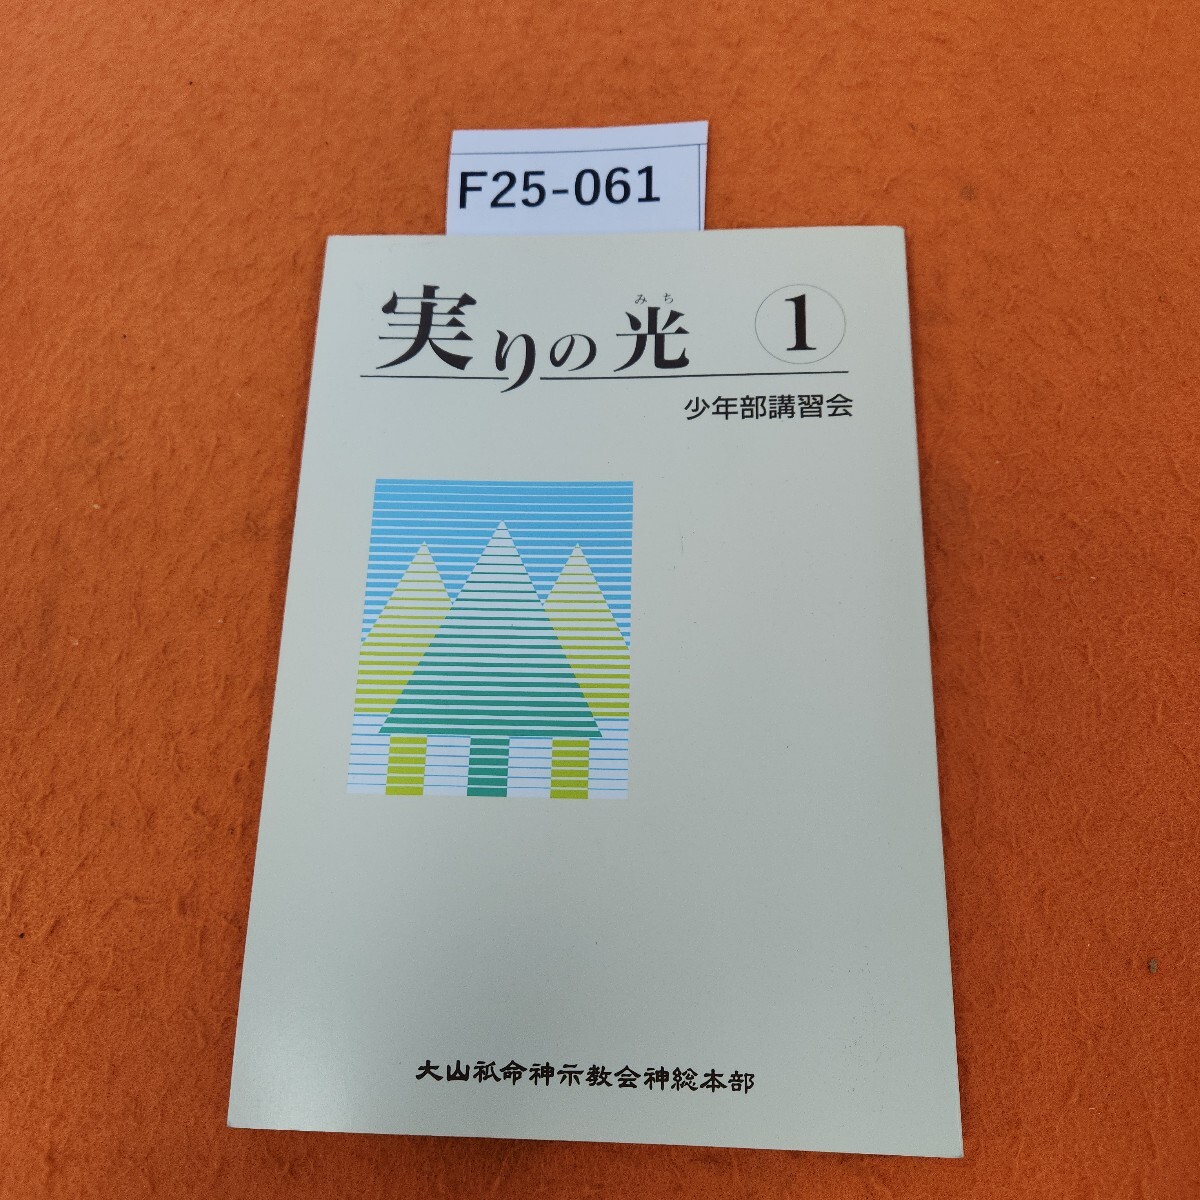 F25-061
みち
実りの光 1
少年部講習会
大山祇命神示教会神総本部